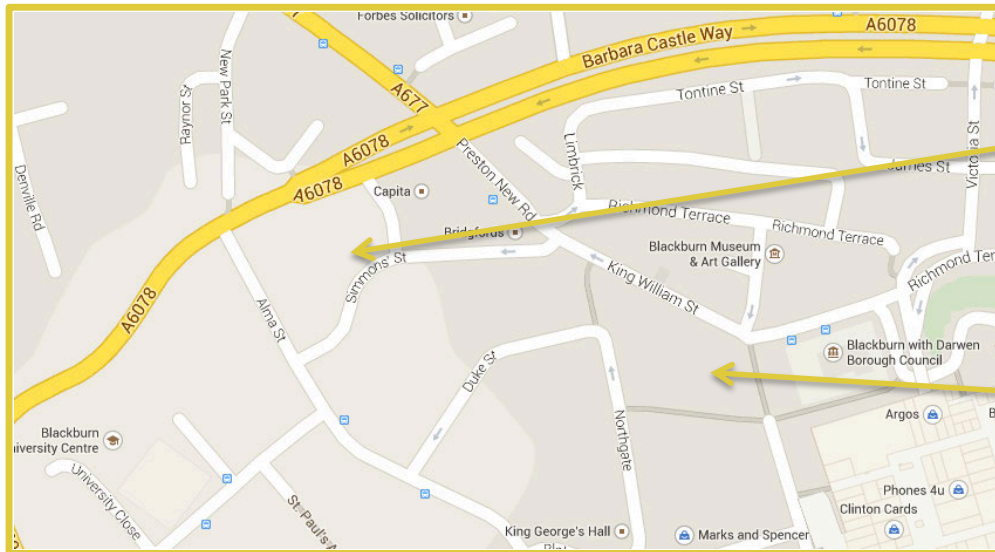 Forbes Solicitors
A6078
Barbara Castle Way
New Park St
Raynor St
A677
Tontine St
Tontine St
A6078
Preston New Rd
Limbrick
Victoria St
James St
Denville Rd
A6078
Capita
Richmond Terrace
Richmond Terrace
Bridgfords
Blackburn Museum
& Art Gallery
Richmond Terr
Simmons' St
King William St
A6078
Alma St
Blackburn with Darwen
Borough Council
Duke St
Northgate
Argos
B
Blackburn
niversity Centre
University Close
St. Paul's A
Phones 4u
Clinton Cards
King George's Hall
Marks and Spencer